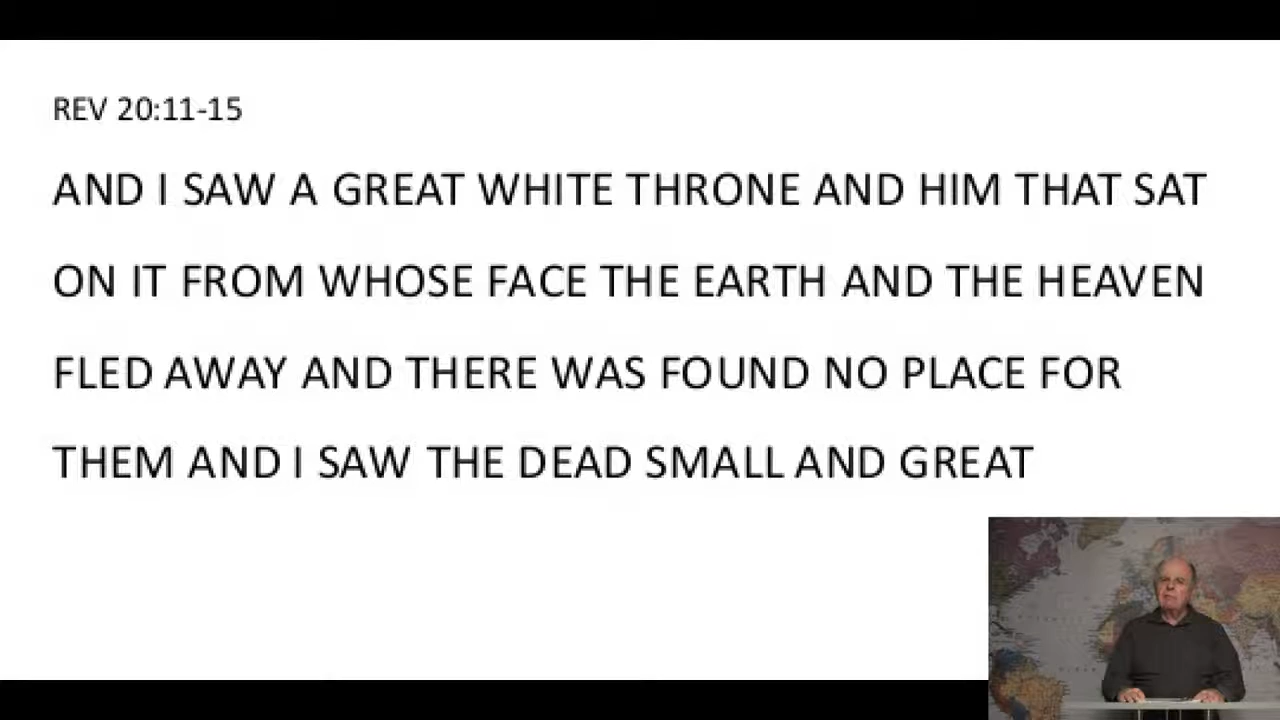 REV 20:11-15
AND I SAW A GREAT WHITE THRONE AND HIM THAT SAT
ON IT FROM WHOSE FACE THE EARTH AND THE HEAVEN
FLED AWAY AND THERE WAS FOUND NO PLACE FOR
THEM AND I SAW THE DEAD SMALL AND GREAT